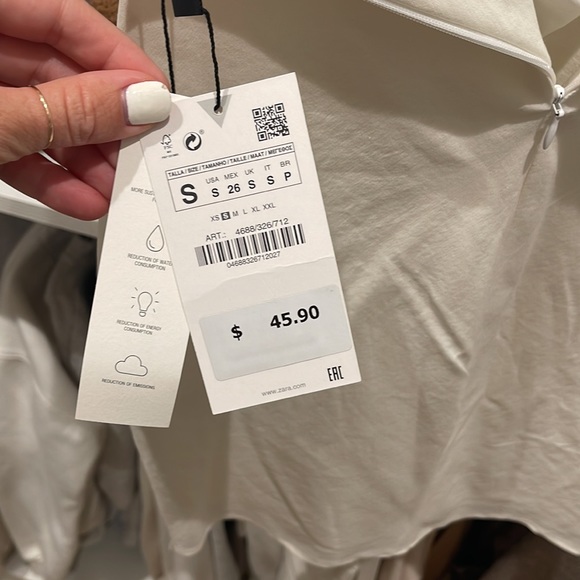 TALLA / SIZE / TAMANHO / TAILLE / MAAT / ΜΕΓΕΘΟΣ
S
USA MEX UK IT BR
S 26 S S P
XS S M L XL XXL
ART.: 4688/326/712
04688326712027
$ 45.90
www.zara.com
EAC
REDUCTION OF WATER
CONSUMPTION
REDUCTION OF ENERGY
CONSUMPTION
REDUCTION OF EMISSIONS